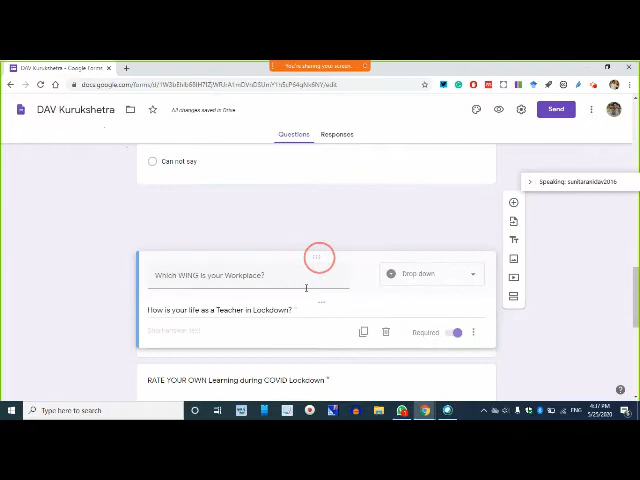 You're sharing your screen.
DAV Kurukshetra - Google Forms
DAV Kurukshetra
All changes saved in Drive
Send
Questions
Responses
Can not say
Speaking: sunitaranidav2016
Which WING is your Workplace?
Drop down
How is your life as a Teacher in Lockdown? *
Short answer text
Required
RATE YOUR OWN Learning during COVID Lockdown *
Type here to search
ENG
4:37 PM
5/25/2020